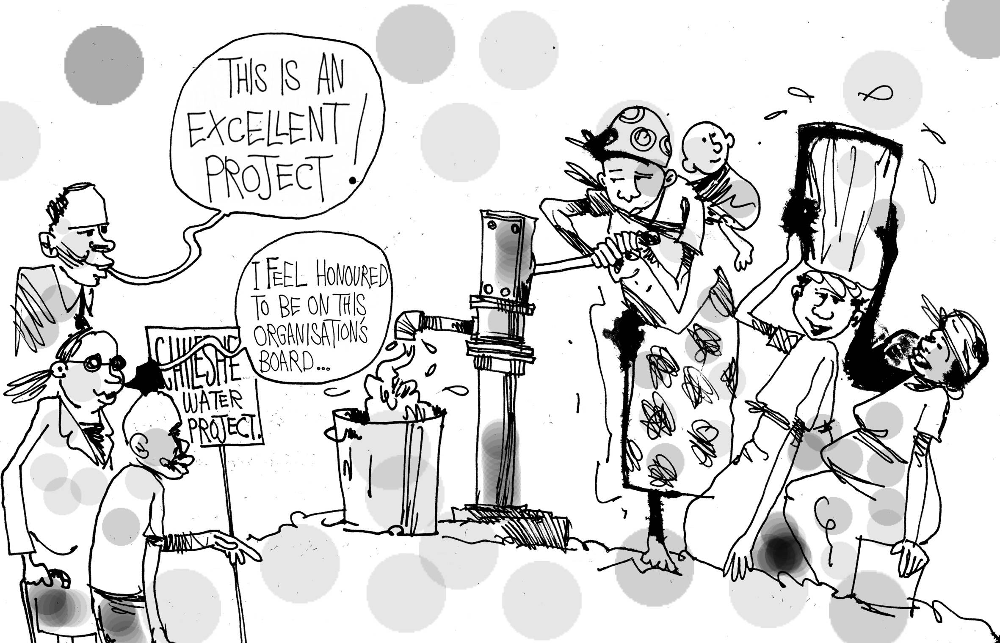 THIS IS AN
EXCELLENT
PROJECT!
I FEEL HONOURED
TO BE ON THIS
ORGANISATION'S
BOARD...
CHILESHE
WATER
PROJECT.